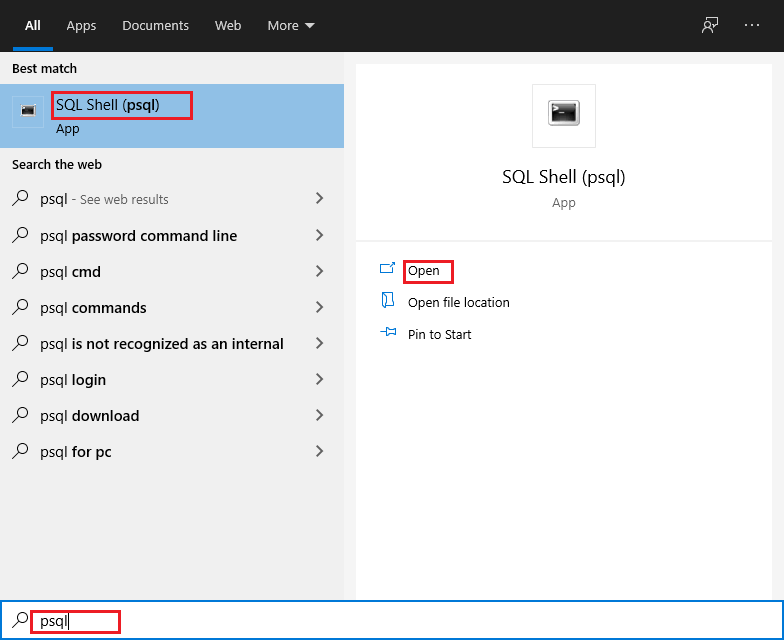 All Apps Documents Web More
Best match
SQL Shell (psql)
App
Search the web
psql - See web results
psql password command line
psql cmd
psql commands
psql is not recognized as an internal
psql login
psql download
psql for pc
SQL Shell (psql)
App
Open
Open file location
Pin to Start
psql